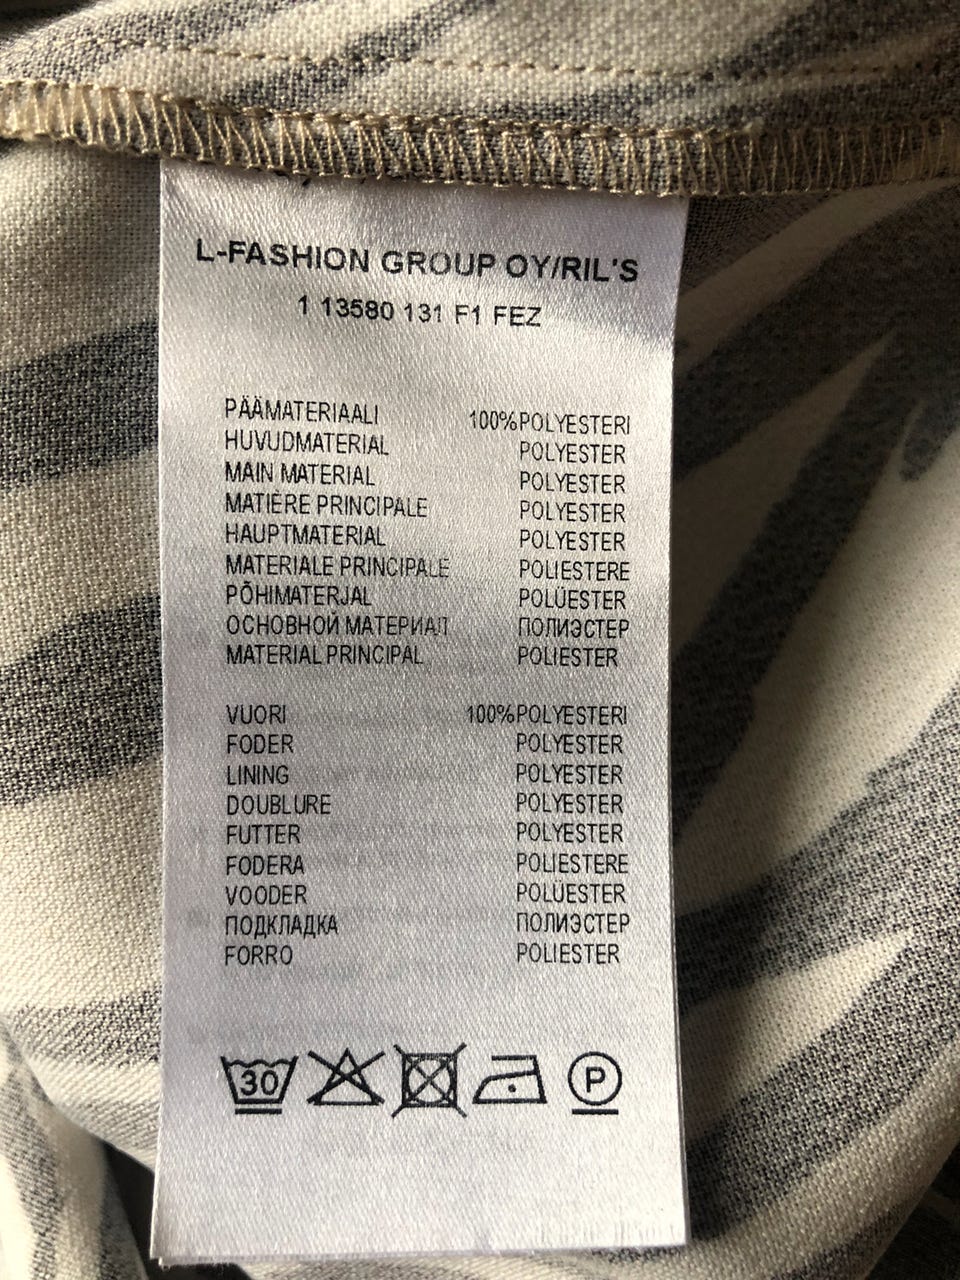 L-FASHION GROUP OY/RIL'S
1 13580 131 F1 FEZ
PÄÄMATERIAALI 100%POLYESTERI
HUVUDMATERIAL POLYESTER
MAIN MATERIAL POLYESTER
MATIÈRE PRINCIPALE POLYESTER
HAUPTMATERIAL POLYESTER
MATERIALE PRINCIPALE POLIESTERE
PÕHIMATERJAL POLÜESTER
ОСНОВНОЙ МАТЕРИАЛ ПОЛИЭСТЕР
MATERIAL PRINCIPAL POLIESTER
VUORI 100%POLYESTERI
FODER POLYESTER
LINING POLYESTER
DOUBLURE POLYESTER
FUTTER POLYESTER
FODERA POLIESTERE
VOODER POLÜESTER
ПОДКЛАДКА ПОЛИЭСТЕР
FORRO POLIESTER
30 P